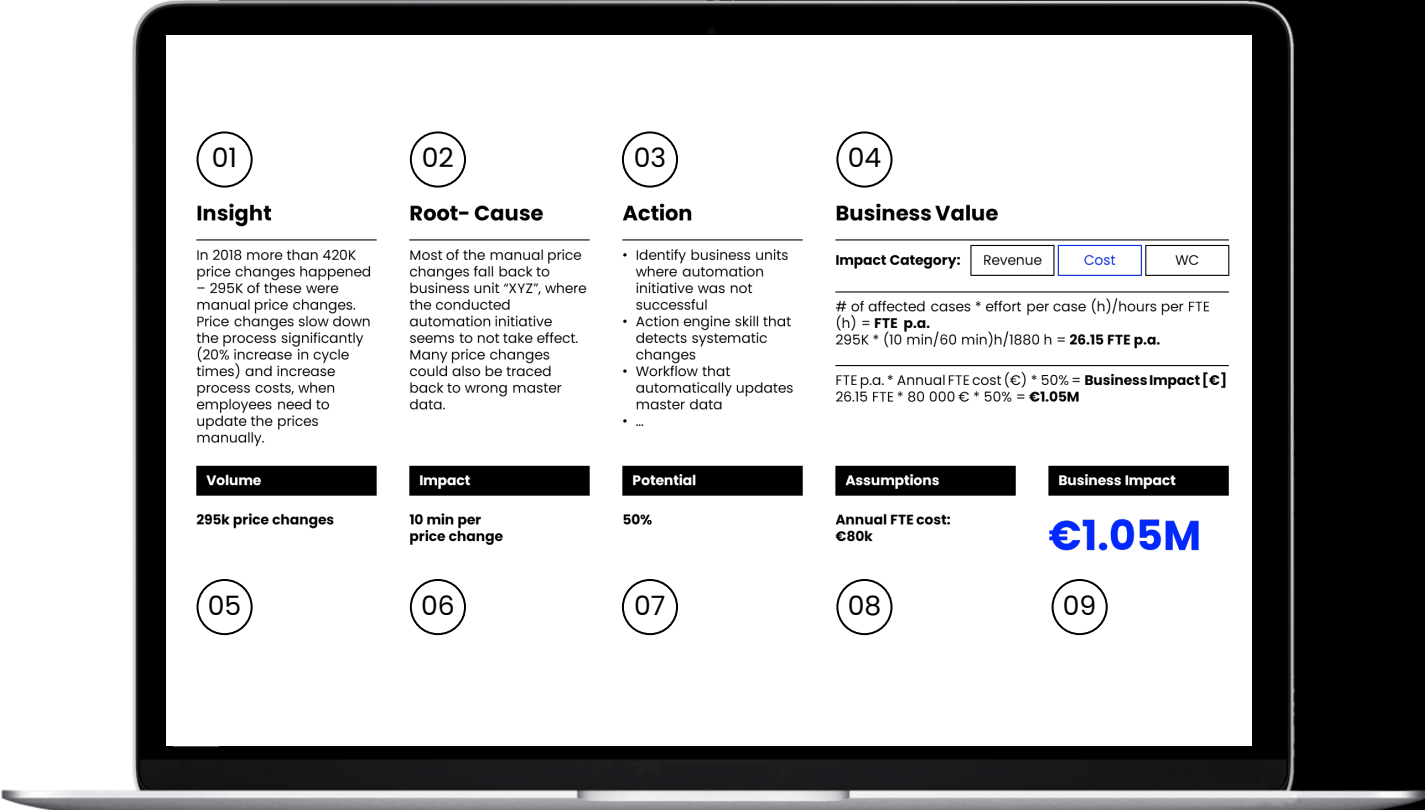 01
Insight
In 2018 more than 420K
price changes happened
– 295K of these were
manual price changes.
Price changes slow down
the process significantly
(20% increase in cycle
times) and increase
process costs, when
employees need to
update the prices
manually.
02
Root- Cause
Most of the manual price
changes fall back to
business unit “XYZ”, where
the conducted
automation initiative
seems to not take effect.
Many price changes
could also be traced
back to wrong master
data.
03
Action
• Identify business units
where automation
initiative was not
successful
• Action engine skill that
detects systematic
changes
• Workflow that
automatically updates
master data
• …
04
Business Value
Impact Category: Revenue Cost WC
# of affected cases * effort per case (h)/hours per FTE
(h) = FTE p.a.
295K * (10 min/60 min)h/1880 h = 26.15 FTE p.a.
FTE p.a. * Annual FTE cost (€) * 50% = Business Impact [€]
26.15 FTE * 80 000 € * 50% = €1.05M
Volume
295k price changes
05
Impact
10 min per
price change
06
Potential
50%
07
Assumptions
Annual FTE cost:
€80k
08
Business Impact
€1.05M
09